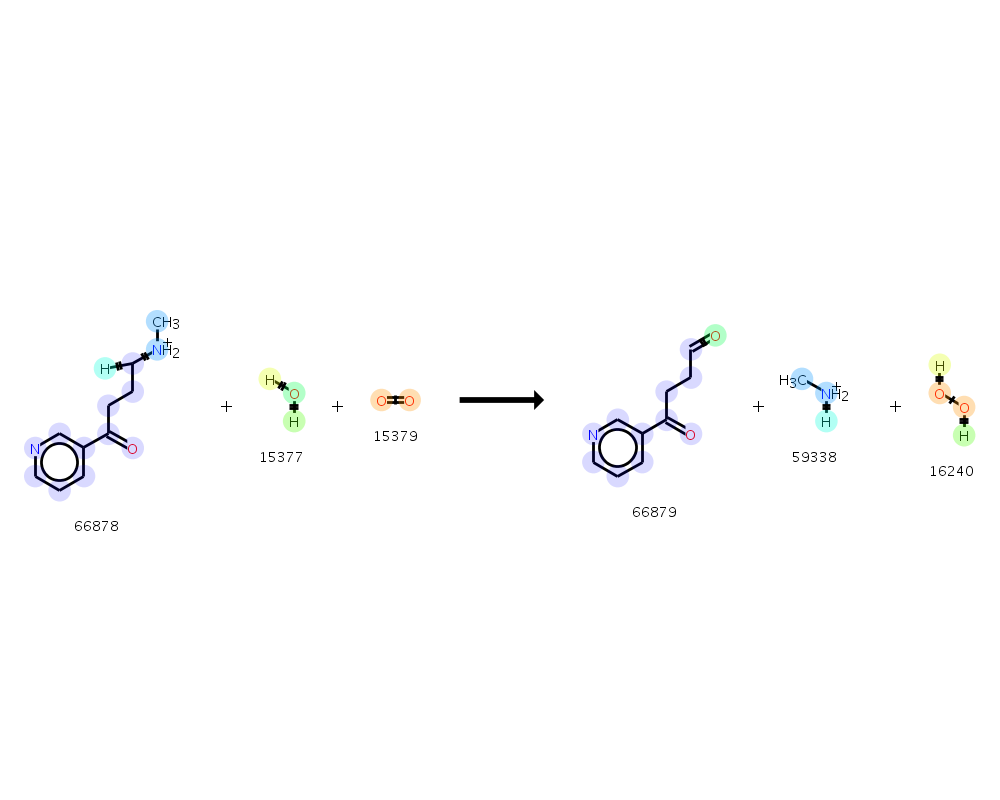 CH3
+
NH2
H
N
O
66878
+
H
O
H
15377
+
O O
15379
O
N
O
66879
+
H3C
+
NH2
H
59338
+
H
O
O
H
16240